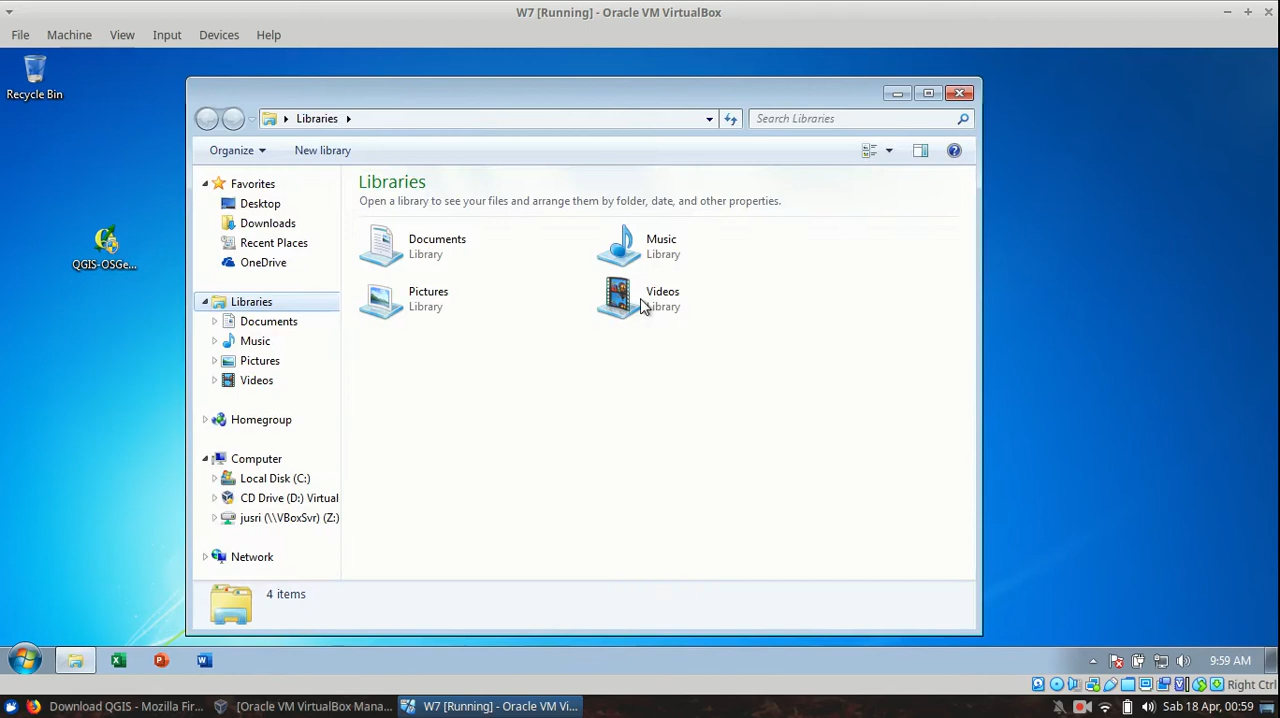 W7 [Running] - Oracle VM VirtualBox
File Machine View Input Devices Help
Recycle Bin
Libraries
Search Libraries
Organize New library
Favorites
Desktop
Downloads
Recent Places
OneDrive
Libraries
Documents
Music
Pictures
Videos
Homegroup
Computer
Local Disk (C:)
CD Drive (D:) Virtual
jusri (\\VBoxSvr) (Z:)
Network
Libraries
Open a library to see your files and arrange them by folder, date, and other properties.
Documents
Library
Music
Library
Pictures
Library
Videos
Library
4 items
QGIS-OSGe...
9:59 AM
Right Ctrl
Download QGIS - Mozilla Fir...
[Oracle VM VirtualBox Mana...
W7 [Running] - Oracle VM Vi...
Sab 18 Apr, 00:59